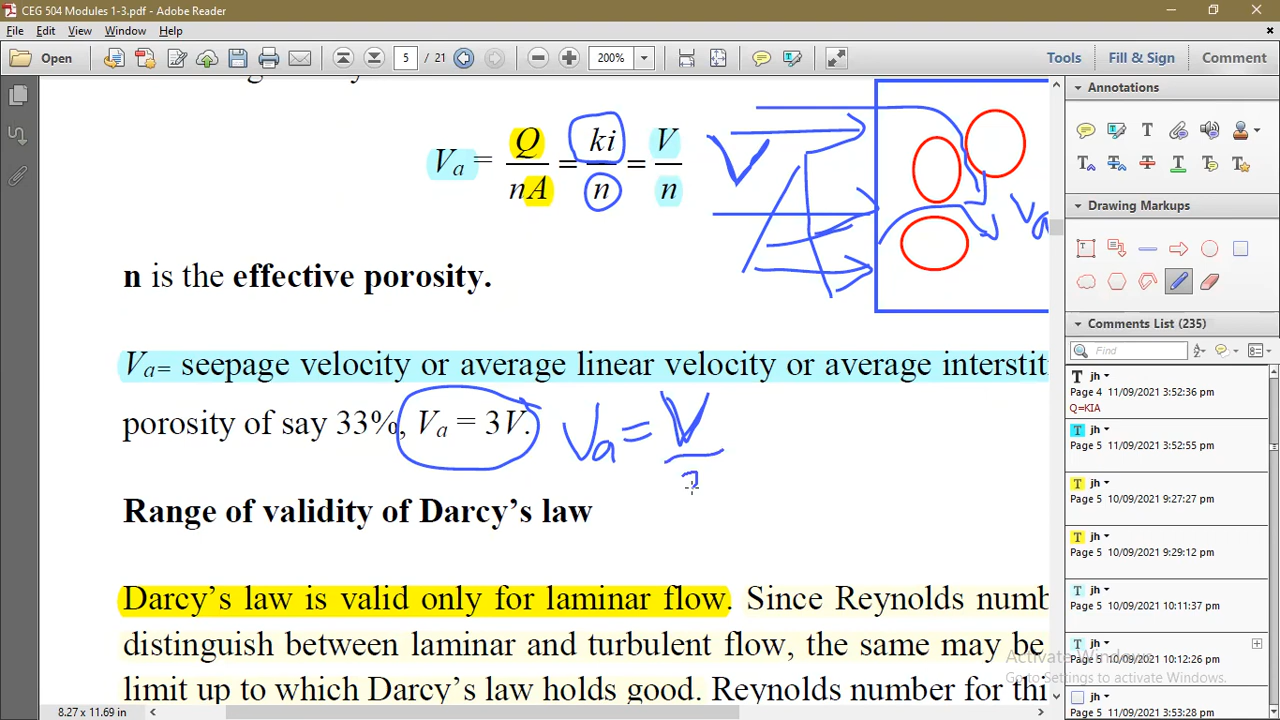 CEG 504 Modules 1-3.pdf - Adobe Reader
File Edit View Window Help
Open 5 / 21 200% Tools Fill & Sign Comment
Annotations
Va = Q/nA = ki/n = V/n
V
Va
Drawing Markups
n is the effective porosity.
Comments List (235)
Find
Va= seepage velocity or average linear velocity or average interstit
porosity of say 33%, Va = 3V.
Va = V
Range of validity of Darcy's law
Darcy's law is valid only for laminar flow. Since Reynolds numb
distinguish between laminar and turbulent flow, the same may be
limit up to which Darcy's law holds good. Reynolds number for thi
T jh
Page 4 11/09/2021 3:52:36 PM
Q=KIA
T jh
Page 5 11/09/2021 3:52:55 PM
T jh
Page 5 10/09/2021 9:27:27 PM
T jh
Page 5 10/09/2021 9:29:12 PM
T jh
Page 5 10/09/2021 10:11:37 PM
T jh
Page 5 10/09/2021 10:12:26 PM
jh
Page 5 11/09/2021 3:53:28 PM
Activate Windows
Go to Settings to activate Windows.
8.27 x 11.69 in